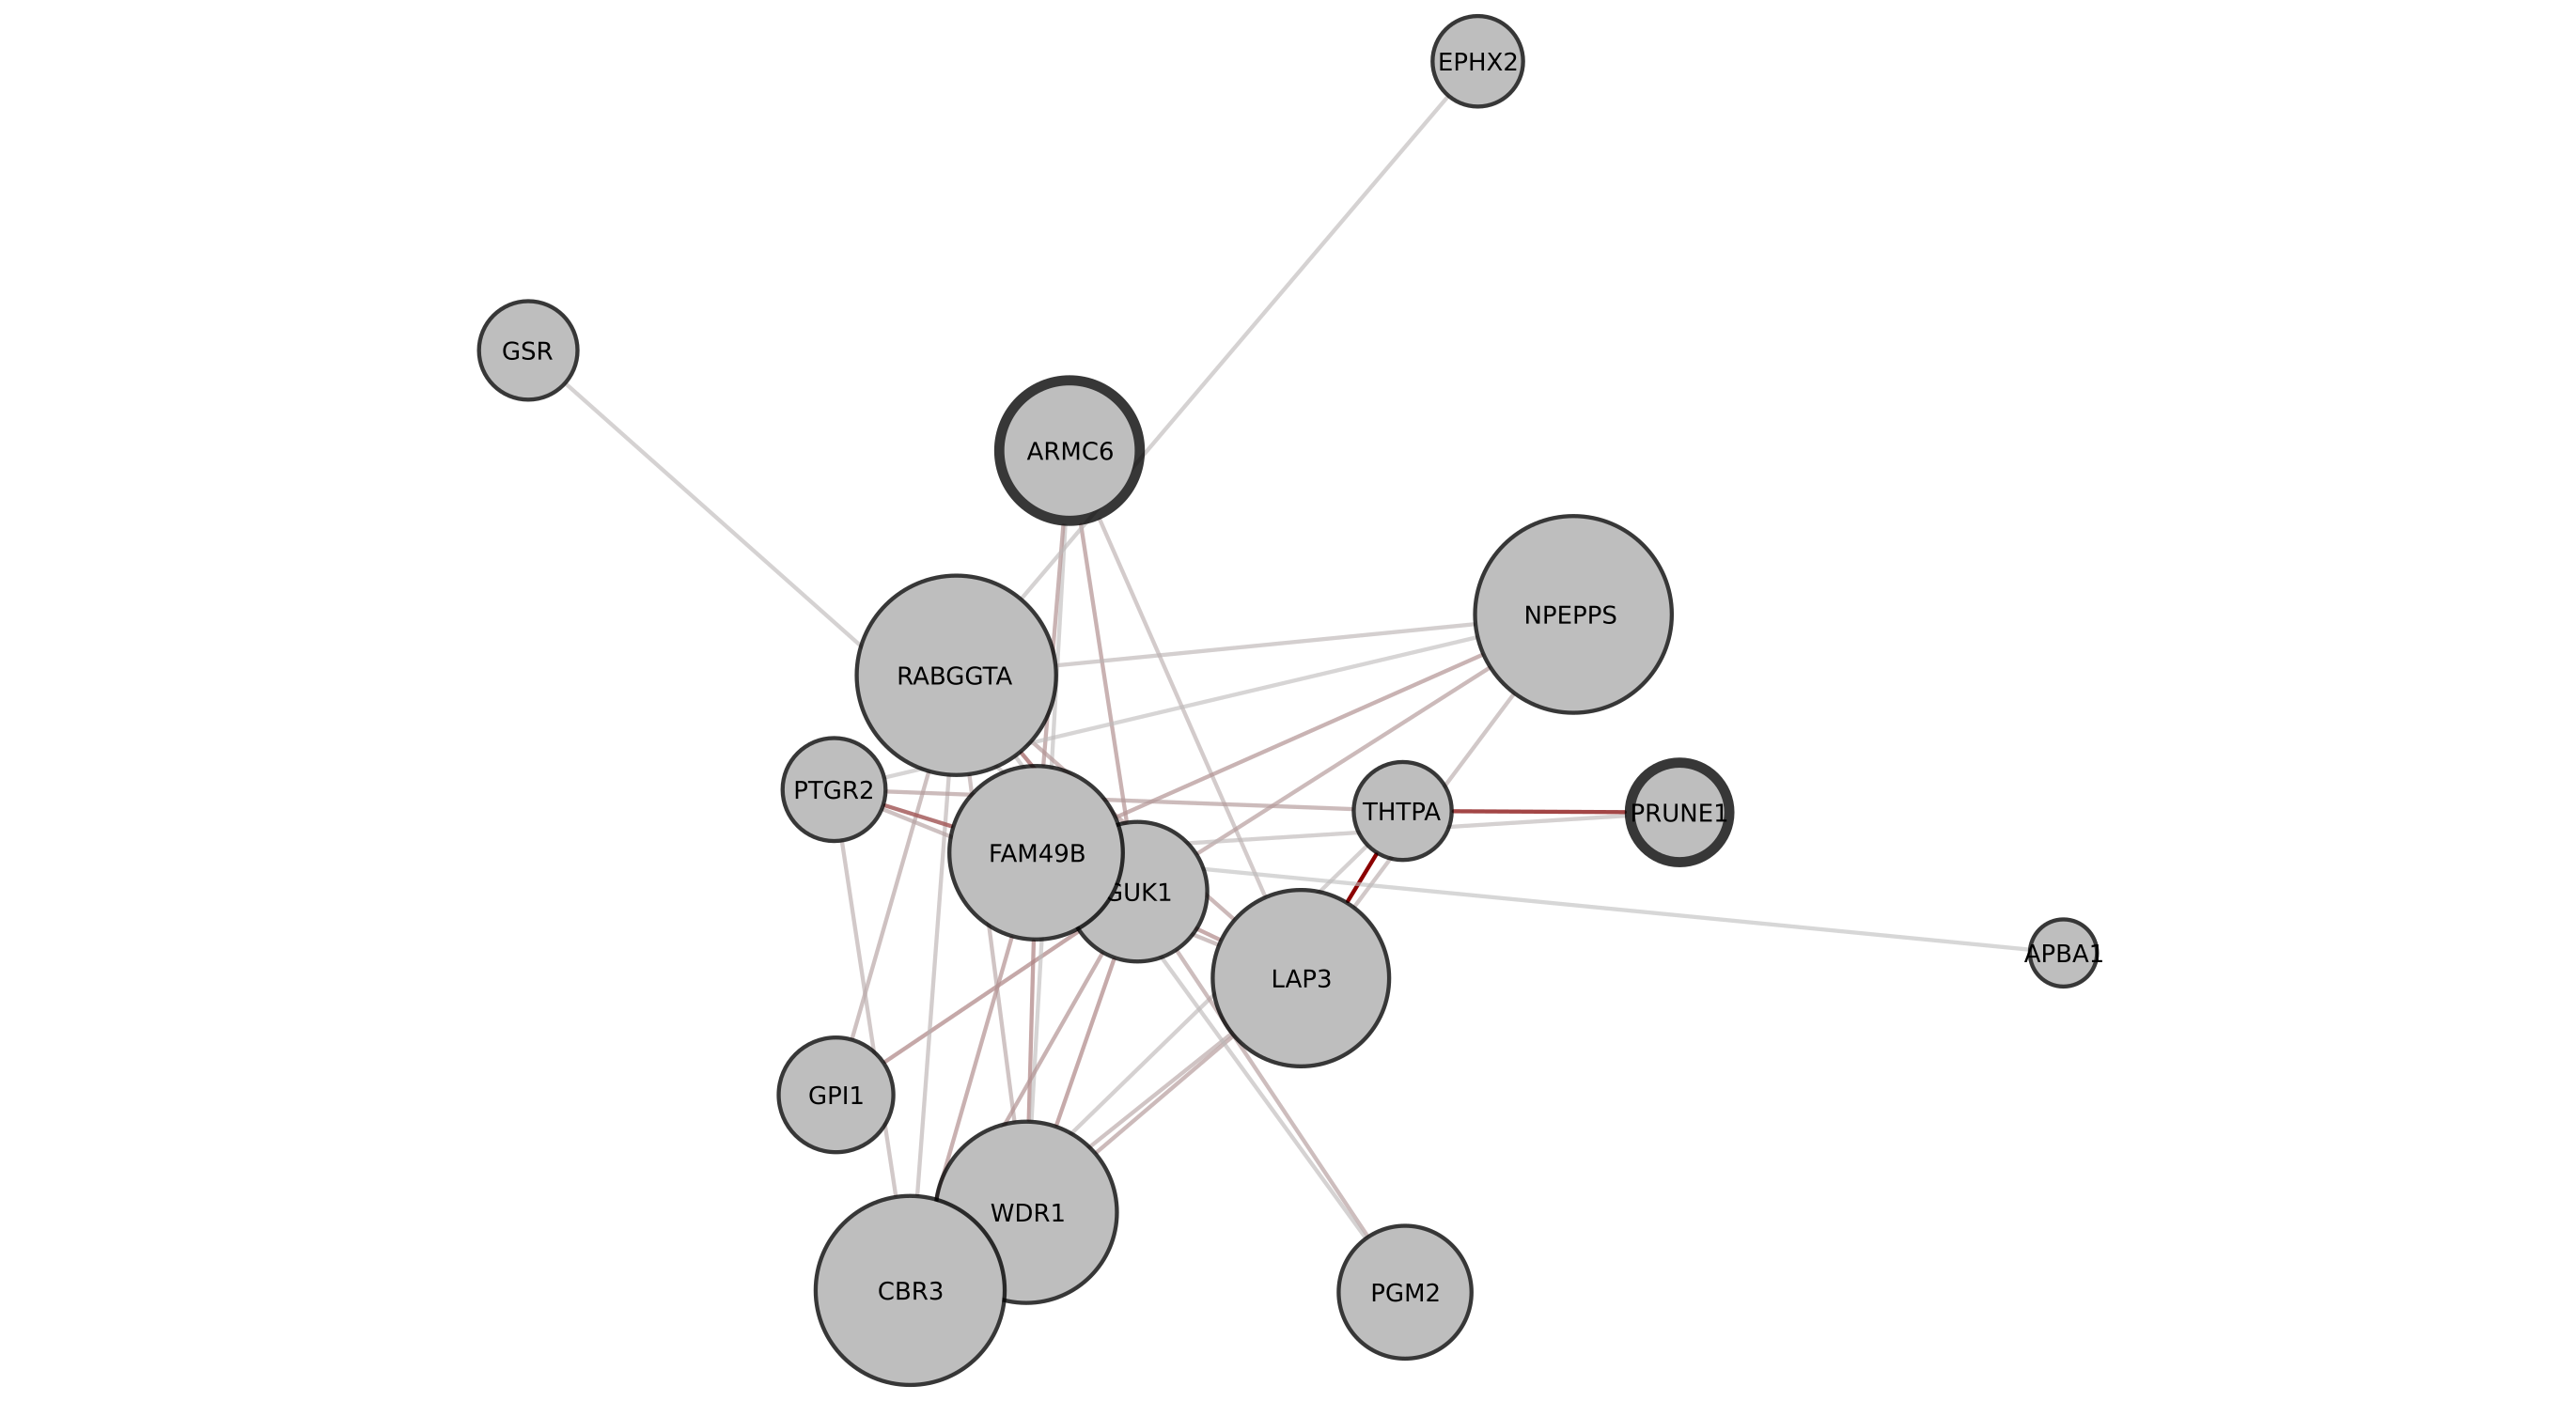 EPHX2
GSR
ARMC6
NPEPPS
RABGGTA
PTGR2
THTPA
PRUNE1
FAM49B
GUK1
APBA1
LAP3
GPI1
WDR1
CBR3
PGM2